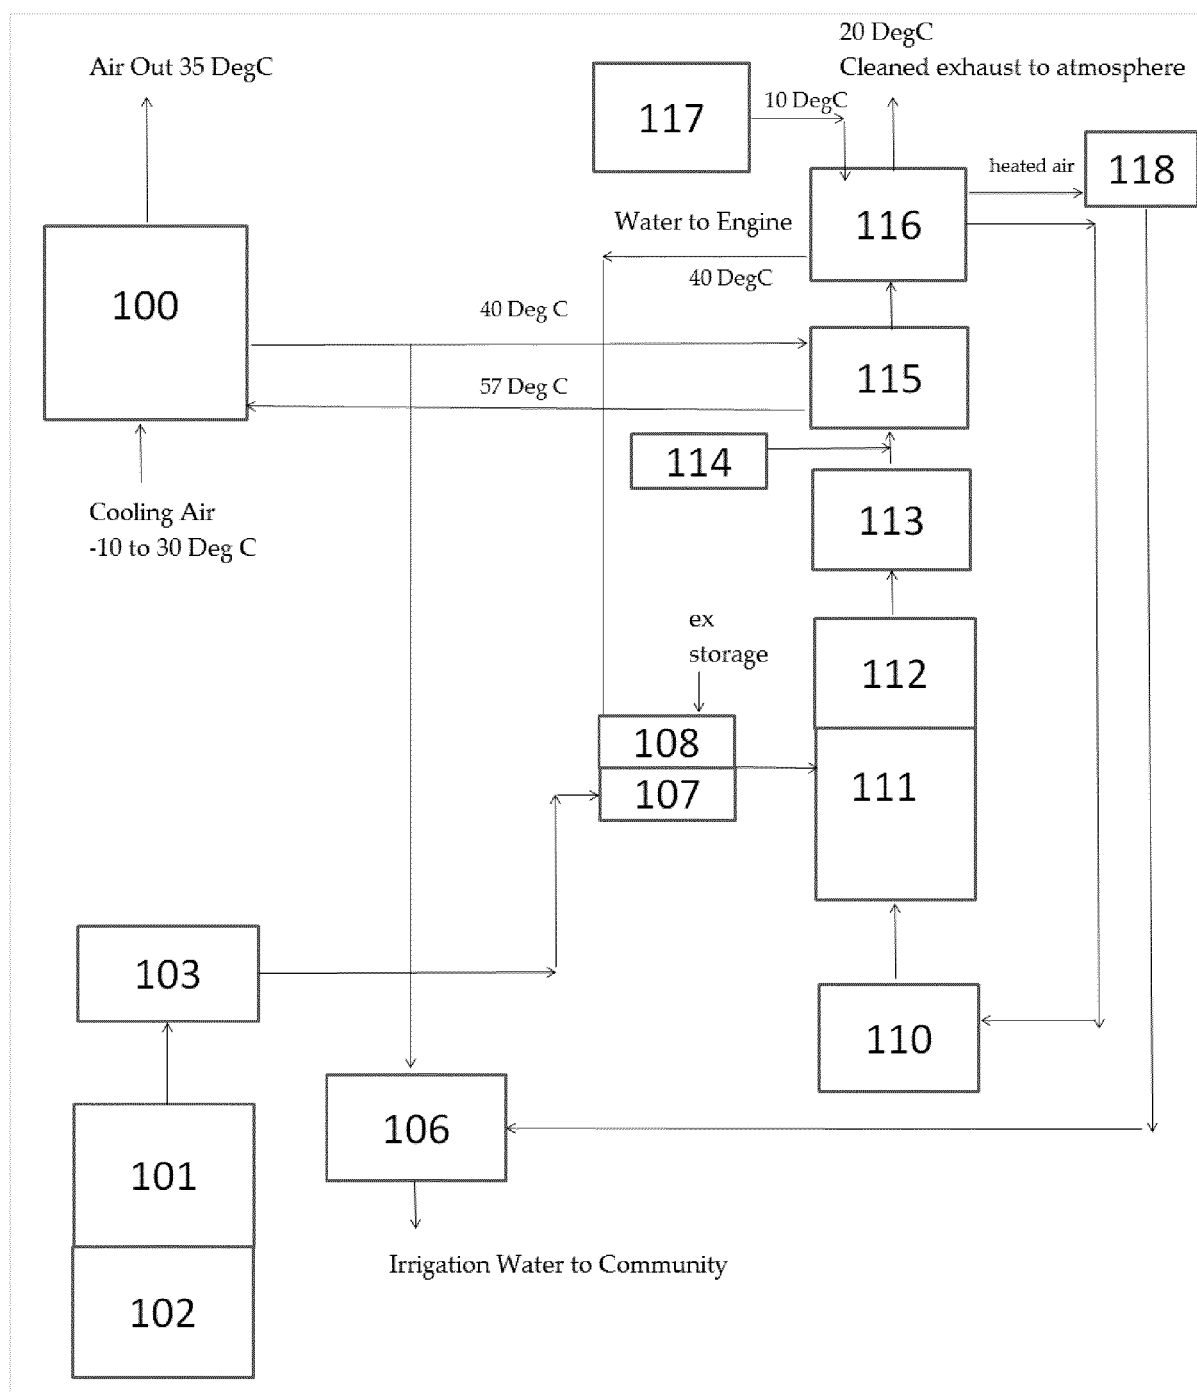 20 DegC
Air Out 35 DegC
Cleaned exhaust to atmosphere
117
10 DegC
118
heated air
Water to Engine
116
40 DegC
100
40 Deg C
115
57 Deg C
114
Cooling Air
-10 to 30 Deg C
113
ex
storage
112
108
107
111
103
110
106
101
Irrigation Water to Community
102